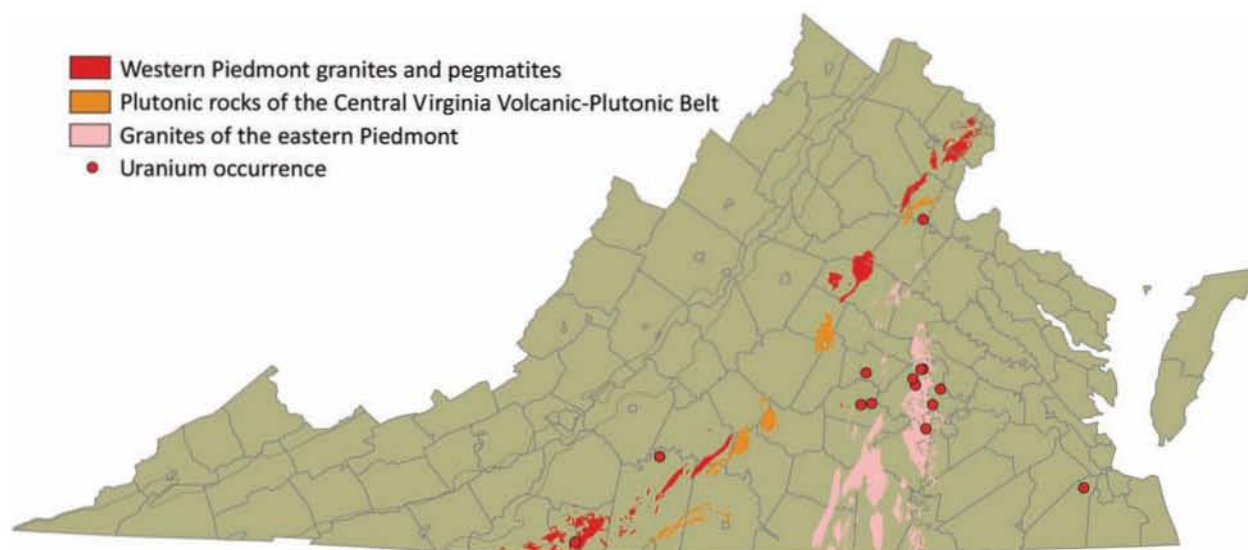 Western Piedmont granites and pegmatites
Plutonic rocks of the Central Virginia Volcanic-Plutonic Belt
Granites of the eastern Piedmont
Uranium occurrence